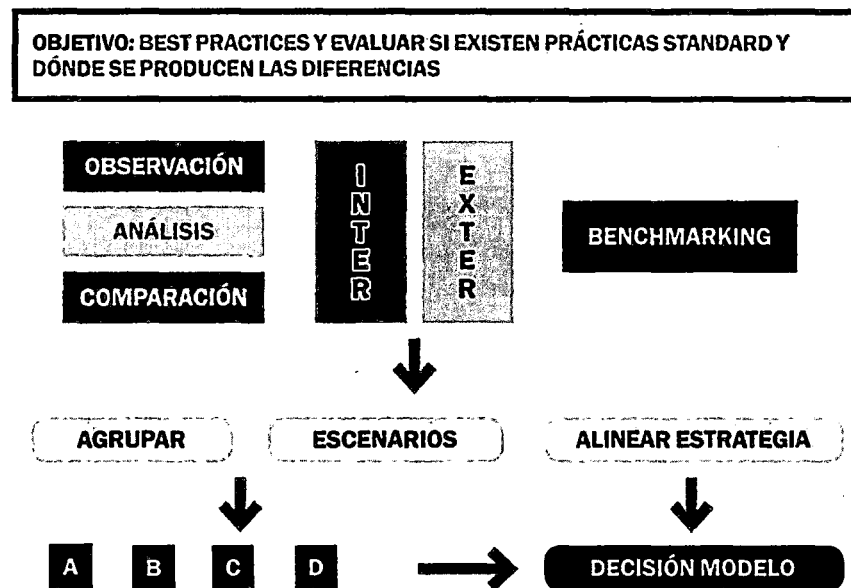 OBJETIVO: BEST PRACTICES Y EVALUAR SI EXISTEN PRÁCTICAS STANDARD Y
DÓNDE SE PRODUCEN LAS DIFERENCIAS
OBSERVACIÓN
ANÁLISIS
COMPARACIÓN
INTER
EXTER
BENCHMARKING
AGRUPAR
ESCENARIOS
ALINEAR ESTRATEGIA
A
B
C
D
DECISIÓN MODELO